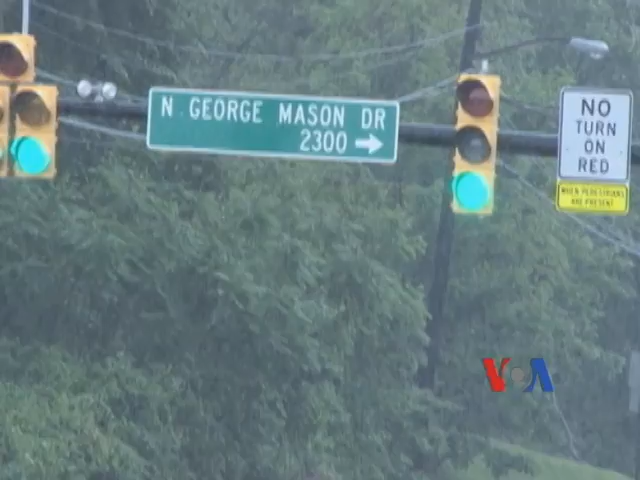 N GEORGE MASON DR
2300 →
NO
TURN
ON
RED
WHEN PEDESTRIANS
ARE PRESENT
VOA